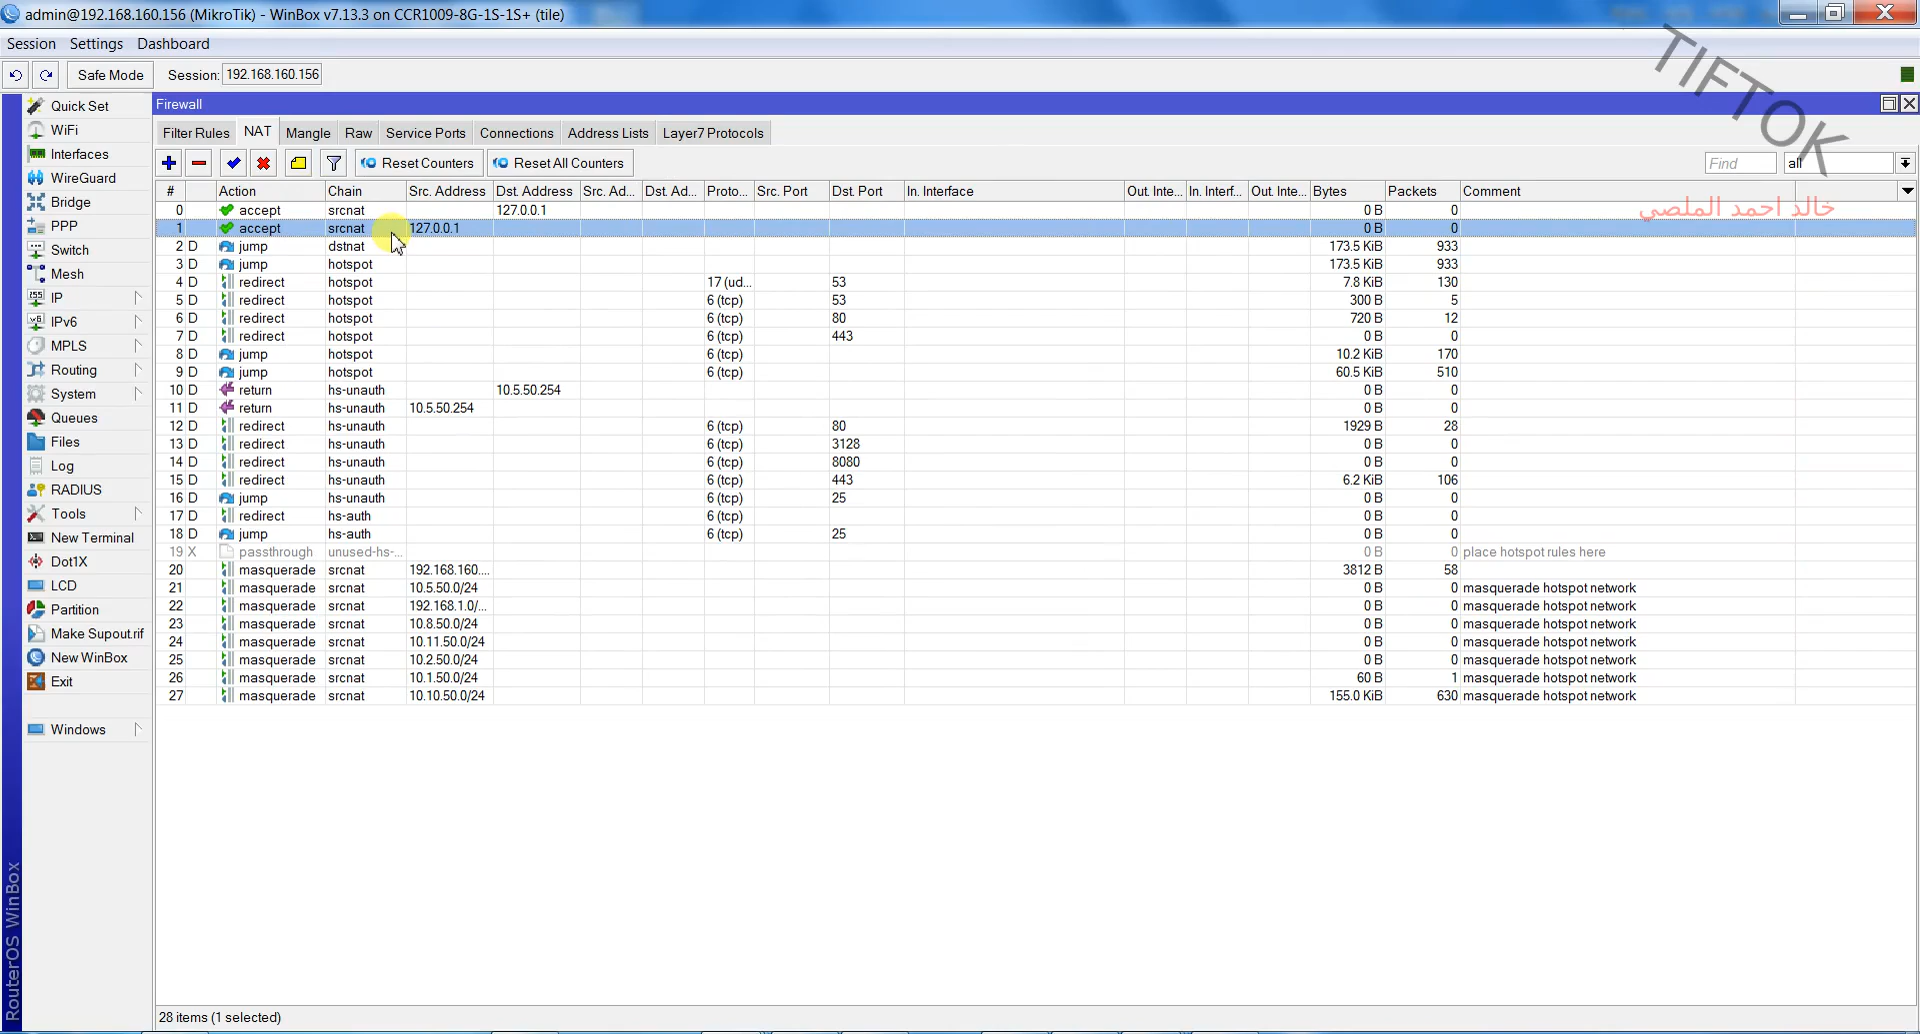 admin@192.168.160.156 (MikroTik) - WinBox v7.13.3 on CCR1009-8G-1S-1S+ (tile)
Session Settings Dashboard
Safe Mode Session: 192.168.160.156
TIFTOK
Quick Set
WiFi
Interfaces
WireGuard
Bridge
PPP
Switch
Mesh
IP
IPv6
MPLS
Routing
System
Queues
Files
Log
RADIUS
Tools
New Terminal
Dot1X
LCD
Partition
Make Supout.rif
New WinBox
Exit
Windows
RouterOS WinBox
Firewall
Filter Rules NAT Mangle Raw Service Ports Connections Address Lists Layer7 Protocols
Reset Counters Reset All Counters Find all
# Action Chain Src. Address Dst. Address Src. Ad... Dst. Ad... Proto... Src. Port Dst. Port In. Interface Out. Inte... In. Interf... Out. Inte... Bytes Packets Comment
خالد احمد الملصي
0 accept srcnat 127.0.0.1 0 B 0
1 accept srcnat 127.0.0.1 0 B 0
2 D jump dstnat 173.5 KiB 933
3 D jump hotspot 173.5 KiB 933
4 D redirect hotspot 17 (ud... 53 7.8 KiB 130
5 D redirect hotspot 6 (tcp) 53 300 B 5
6 D redirect hotspot 6 (tcp) 80 720 B 12
7 D redirect hotspot 6 (tcp) 443 0 B 0
8 D jump hotspot 6 (tcp) 10.2 KiB 170
9 D jump hotspot 6 (tcp) 60.5 KiB 510
10 D return hs-unauth 10.5.50.254 0 B 0
11 D return hs-unauth 10.5.50.254 0 B 0
12 D redirect hs-unauth 6 (tcp) 80 1929 B 28
13 D redirect hs-unauth 6 (tcp) 3128 0 B 0
14 D redirect hs-unauth 6 (tcp) 8080 0 B 0
15 D redirect hs-unauth 6 (tcp) 443 6.2 KiB 106
16 D jump hs-unauth 6 (tcp) 25 0 B 0
17 D redirect hs-auth 6 (tcp) 0 B 0
18 D jump hs-auth 6 (tcp) 25 0 B 0
19 X passthrough unused-hs-... 0 B 0 place hotspot rules here
20 masquerade srcnat 192.168.160.... 3812 B 58
21 masquerade srcnat 10.5.50.0/24 0 B 0 masquerade hotspot network
22 masquerade srcnat 192.168.1.0/... 0 B 0 masquerade hotspot network
23 masquerade srcnat 10.8.50.0/24 0 B 0 masquerade hotspot network
24 masquerade srcnat 10.11.50.0/24 0 B 0 masquerade hotspot network
25 masquerade srcnat 10.2.50.0/24 0 B 0 masquerade hotspot network
26 masquerade srcnat 10.1.50.0/24 60 B 1 masquerade hotspot network
27 masquerade srcnat 10.10.50.0/24 155.0 KiB 630 masquerade hotspot network
28 items (1 selected)